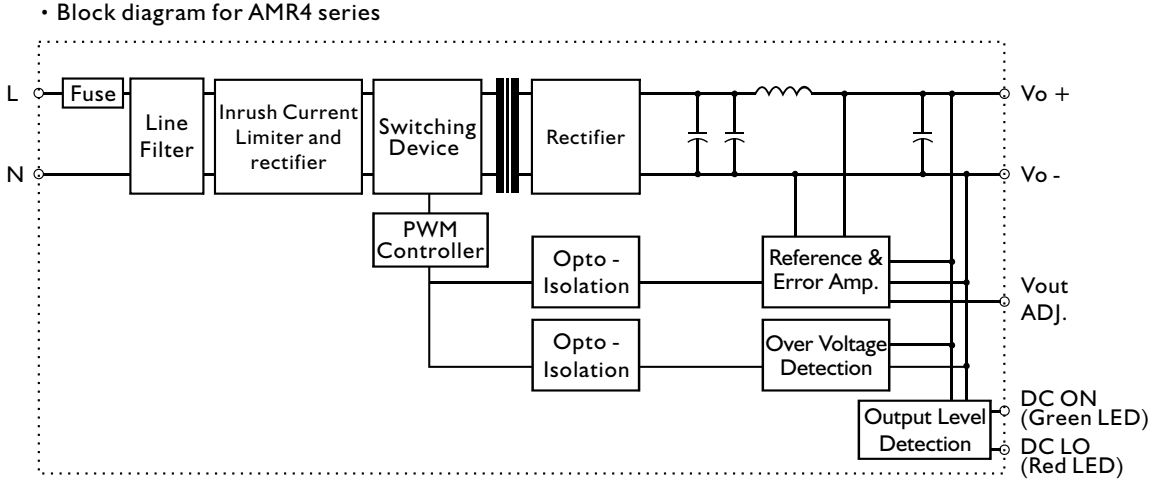 • Block diagram for AMR4 series
L
Fuse
Line
Filter
Inrush Current
Limiter and
rectifier
Switching
Device
Rectifier
Vo +
N
Vo -
PWM
Controller
Opto -
Isolation
Reference &
Error Amp.
Vout
ADJ.
Opto -
Isolation
Over Voltage
Detection
Output Level
Detection
DC ON
(Green LED)
DC LO
(Red LED)